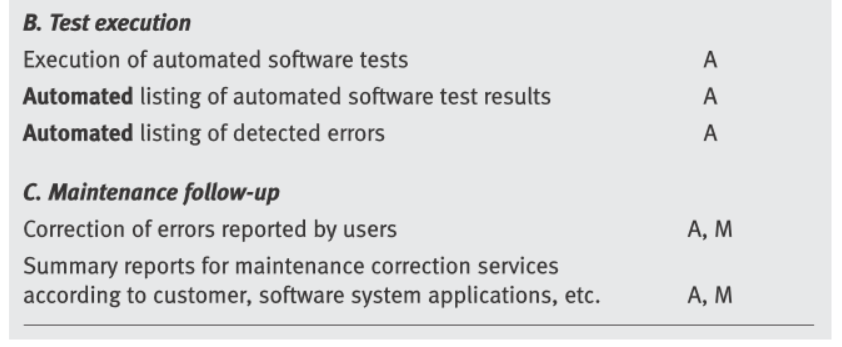 B. Test execution
Execution of automated software tests A
Automated listing of automated software test results A
Automated listing of detected errors A
C. Maintenance follow-up
Correction of errors reported by users A, M
Summary reports for maintenance correction services
according to customer, software system applications, etc. A, M